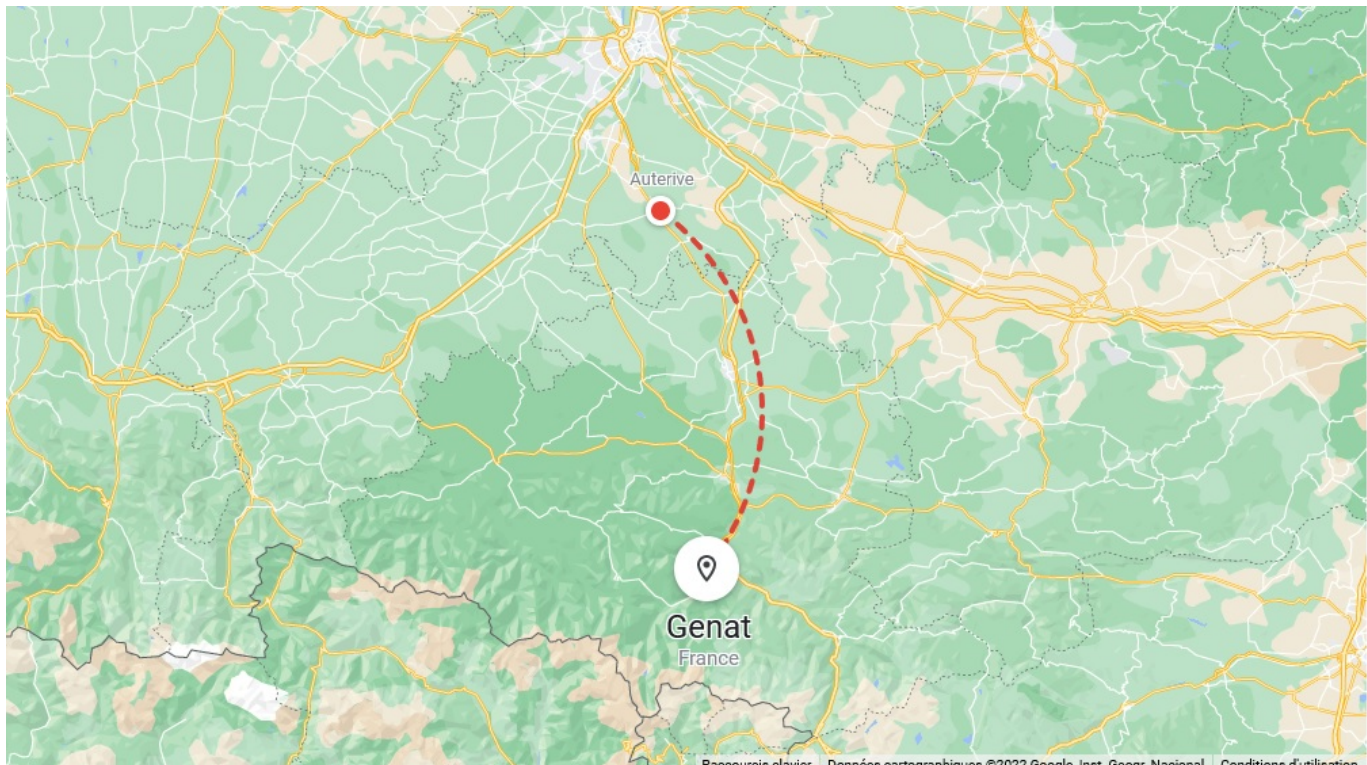 Auterive
Genat
France
Raccourcis clavier
Données cartographiques ©2022 Google, Inst. Geogr. Nacional
Conditions d'utilisation